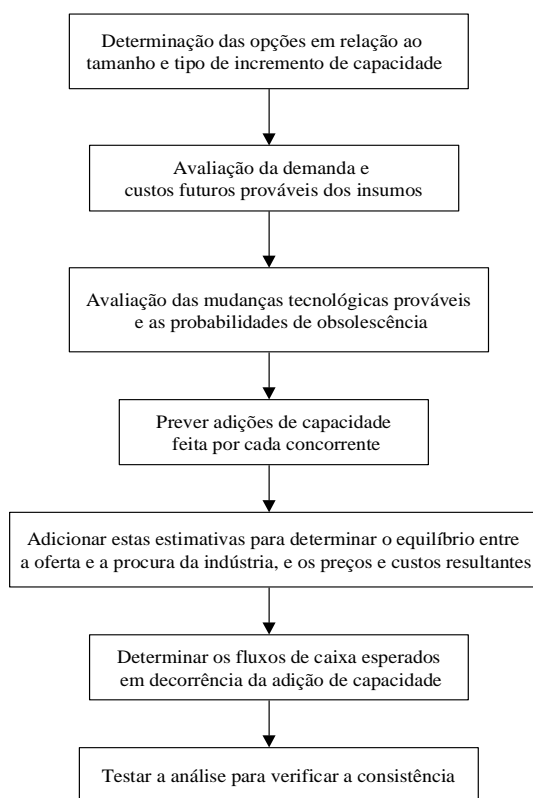 Determinação das opções em relação ao
tamanho e tipo de incremento de capacidade
Avaliação da demanda e
custos futuros prováveis dos insumos
Avaliação das mudanças tecnológicas prováveis
e as probabilidades de obsolescência
Prever adições de capacidade
feita por cada concorrente
Adicionar estas estimativas para determinar o equilíbrio entre
a oferta e a procura da indústria, e os preços e custos resultantes
Determinar os fluxos de caixa esperados
em decorrência da adição de capacidade
Testar a análise para verificar a consistência